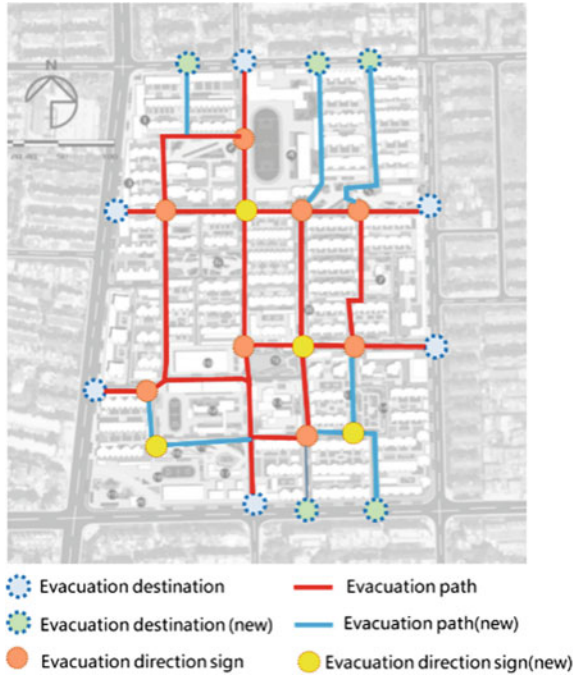 N
Evacuation destination
Evacuation path
Evacuation destination (new)
Evacuation path(new)
Evacuation direction sign
Evacuation direction sign(new)